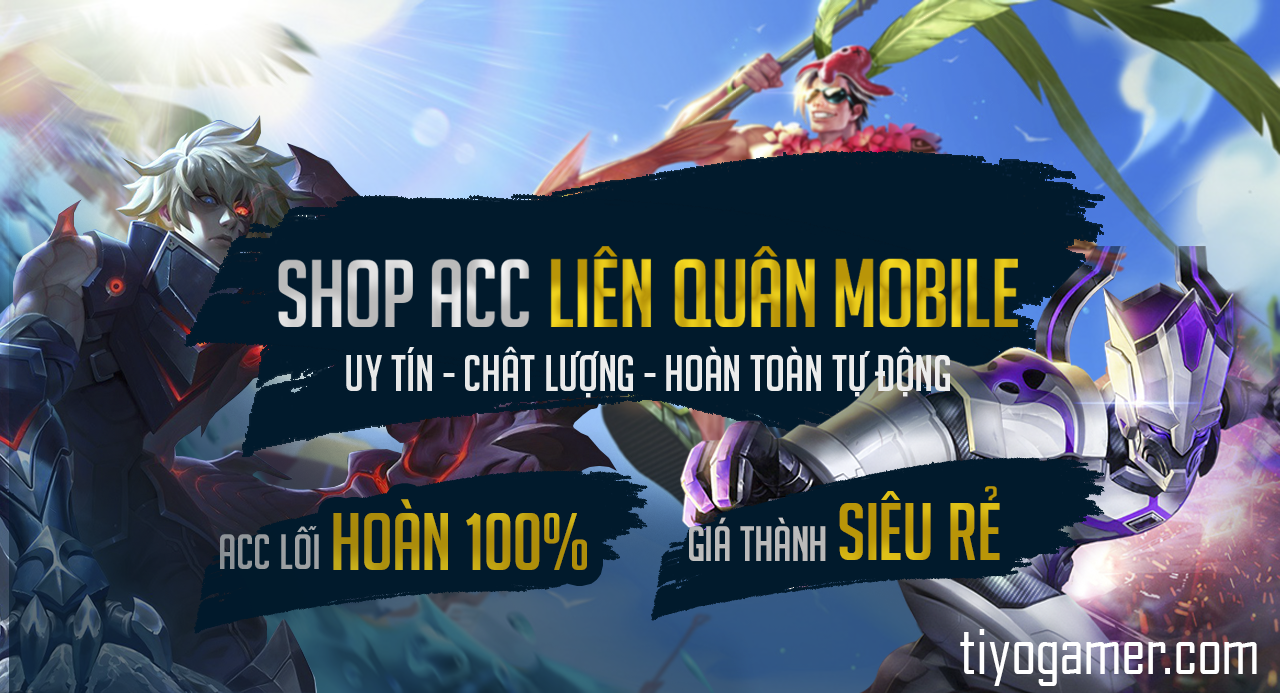 SHOP ACC LIÊN QUÂN MOBILE
UY TÍN - CHÂT LƯỢNG - HOÀN TOÀN TỰ ĐỘNG
ACC LỖI HOÀN 100%
GIÁ THÀNH SIÊU RẺ
tiyogamer.com